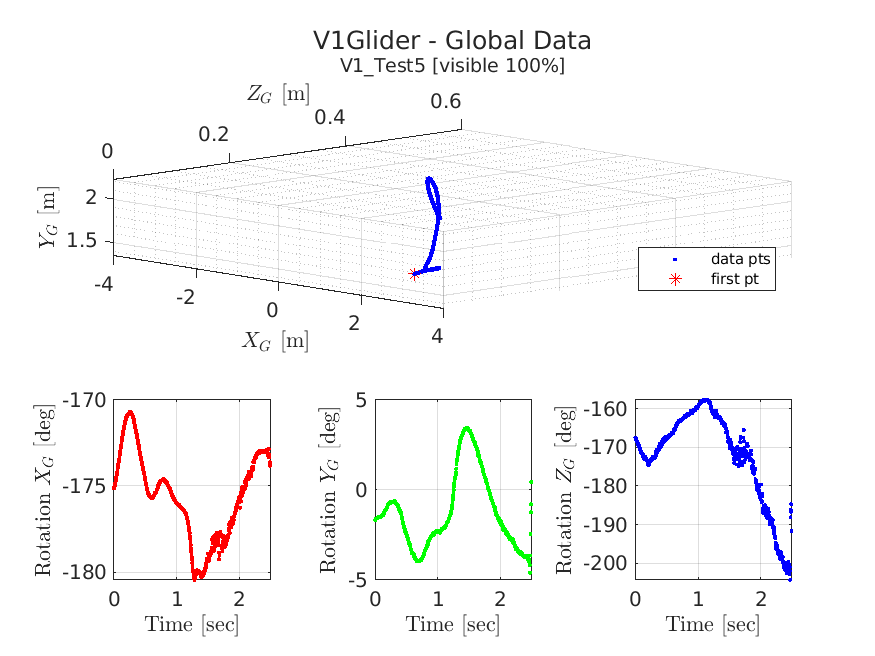 V1Glider - Global Data
V1_Test5 [visible 100%]
Z_G [m]
0
0.2
0.4
0.6
Y_G [m]
2
1.5
-4
-2
0
2
4
X_G [m]
data pts
first pt
Rotation X_G [deg]
-170
-175
-180
0 1 2
Time [sec]
Rotation Y_G [deg]
5
0
-5
0 1 2
Time [sec]
Rotation Z_G [deg]
-160
-170
-180
-190
-200
0 1 2
Time [sec]